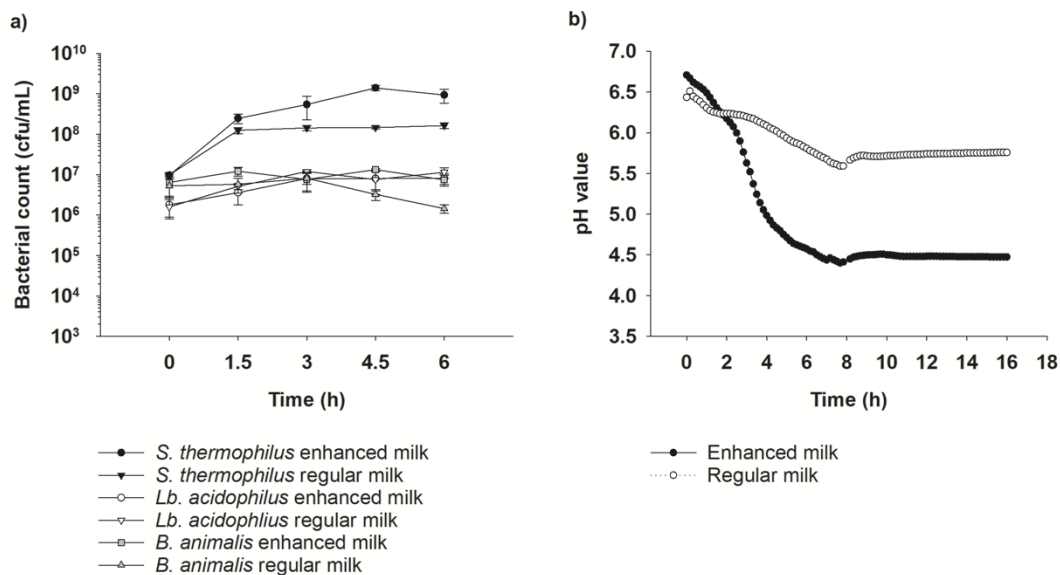 a)
Bacterial count (cfu/mL)
10¹⁰
10⁹
10⁸
10⁷
10⁶
10⁵
10⁴
10³
0 1.5 3 4.5 6
Time (h)
S. thermophilus enhanced milk
S. thermophilus regular milk
Lb. acidophilus enhanced milk
Lb. acidophlius regular milk
B. animalis enhanced milk
B. animalis regular milk
b)
pH value
7.0
6.5
6.0
5.5
5.0
4.5
4.0
3.5
0 2 4 6 8 10 12 14 16 18
Time (h)
Enhanced milk
Regular milk